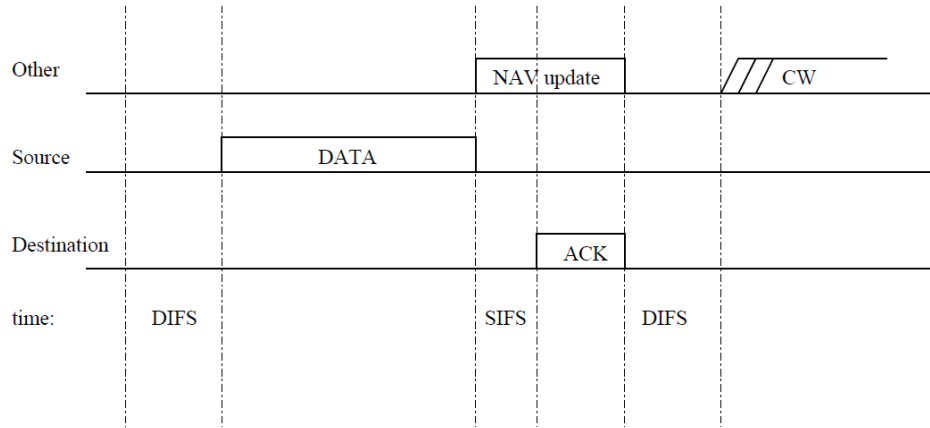 Other
NAV update
CW
Source
DATA
Destination
ACK
time:
DIFS
SIFS
DIFS